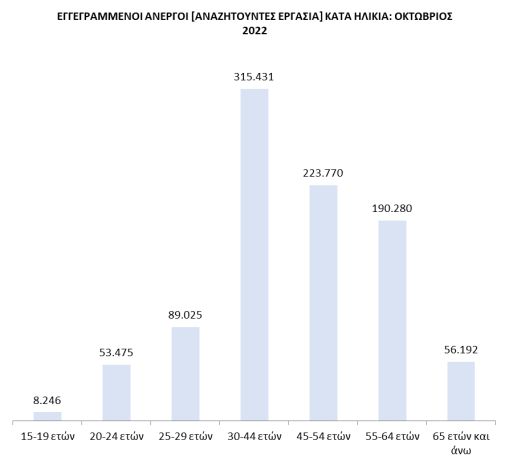 ΕΓΓΕΓΡΑΜΜΕΝΟΙ ΑΝΕΡΓΟΙ [ΑΝΑΖΗΤΟΥΝΤΕΣ ΕΡΓΑΣΙΑ] ΚΑΤΑ ΗΛΙΚΙΑ: ΟΚΤΩΒΡΙΟΣ
2022
315.431
223.770
190.280
89.025
53.475
56.192
8.246
15-19 ετών 20-24 ετών 25-29 ετών 30-44 ετών 45-54 ετών 55-64 ετών 65 ετών και
άνω